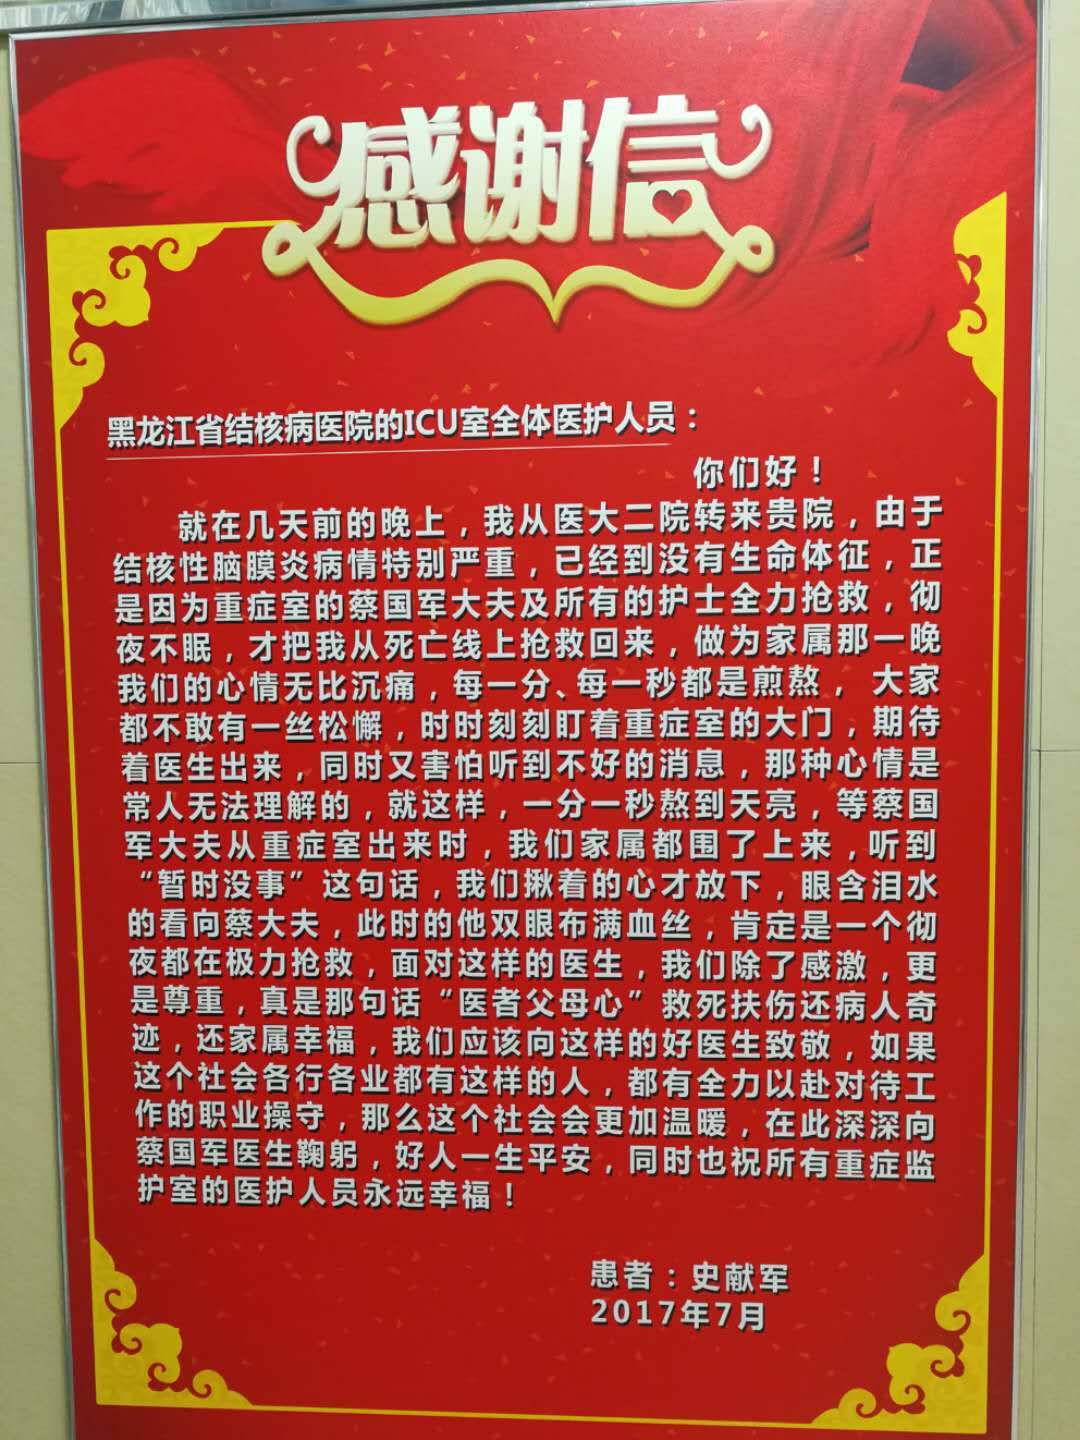 感谢信
黑龙江省结核病医院的ICU室全体医护人员：
你们好！
就在几天前的晚上，我从医大二院转来贵院，由于
结核性脑膜炎病情特别严重，已经到没有生命体征，正
是因为重症室的蔡国军大夫及所有的护士全力抢救，彻
夜不眠，才把我从死亡线上抢救回来，做为家属那一晚
我们的心情无比沉痛，每一分、每一秒都是煎熬，大家
都不敢有一丝松懈，时时刻刻盯着重症室的大门，期待
着医生出来，同时又害怕听到不好的消息，那种心情是
常人无法理解的，就这样，一分一秒熬到天亮，等蔡国
军大夫从重症室出来时，我们家属都围了上来，听到
“暂时没事”这句话，我们揪着的心才放下，眼含泪水
的看向蔡大夫，此时的他双眼布满血丝，肯定是一个彻
夜都在极力抢救，面对这样的医生，我们除了感激，更
是尊重，真是那句话“医者父母心”救死扶伤还病人奇
迹，还家属幸福，我们应该向这样的好医生致敬，如果
这个社会各行各业都有这样的人，都有全力以赴对待工
作的职业操守，那么这个社会会更加温暖，在此深深向
蔡国军医生鞠躬，好人一生平安，同时也祝所有重症监
护室的医护人员永远幸福！
患者：史献军
2017年7月